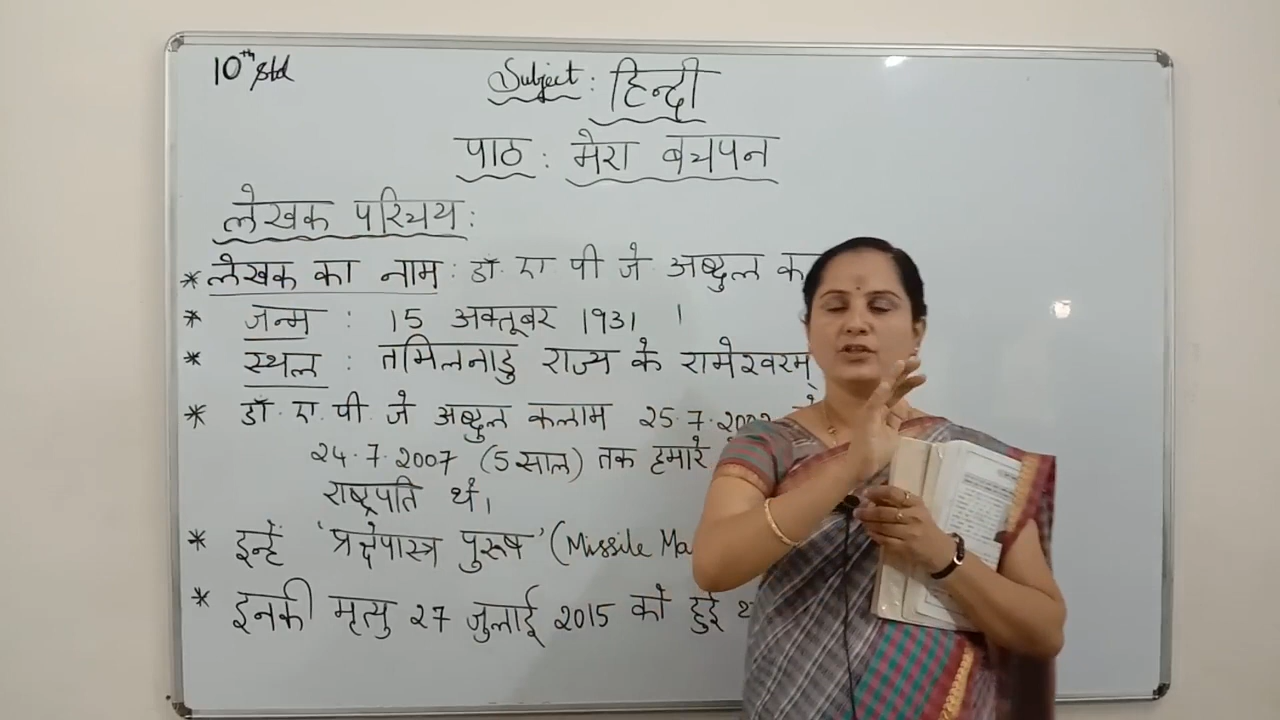 10th std
Subject : हिन्दी
पाठ : मेरा बचपन
लेखक परिचय :
* लेखक का नाम : डॉ. ए पी जे अब्दुल क
* जन्म : 15 अक्तूबर 1931 ।
* स्थल : तमिलनाडु राज्य के रामेश्वरम्
* डॉ. ए. पी. जे अब्दुल कलाम 25.7.2002
24.7.2007 (5 साल) तक हमारे
राष्ट्रपति थे।
* इन्हें 'प्रक्षेपास्त्र पुरूष' (Missile Ma
* इनकी मृत्यु 27 जुलाई 2015 को हुई थ